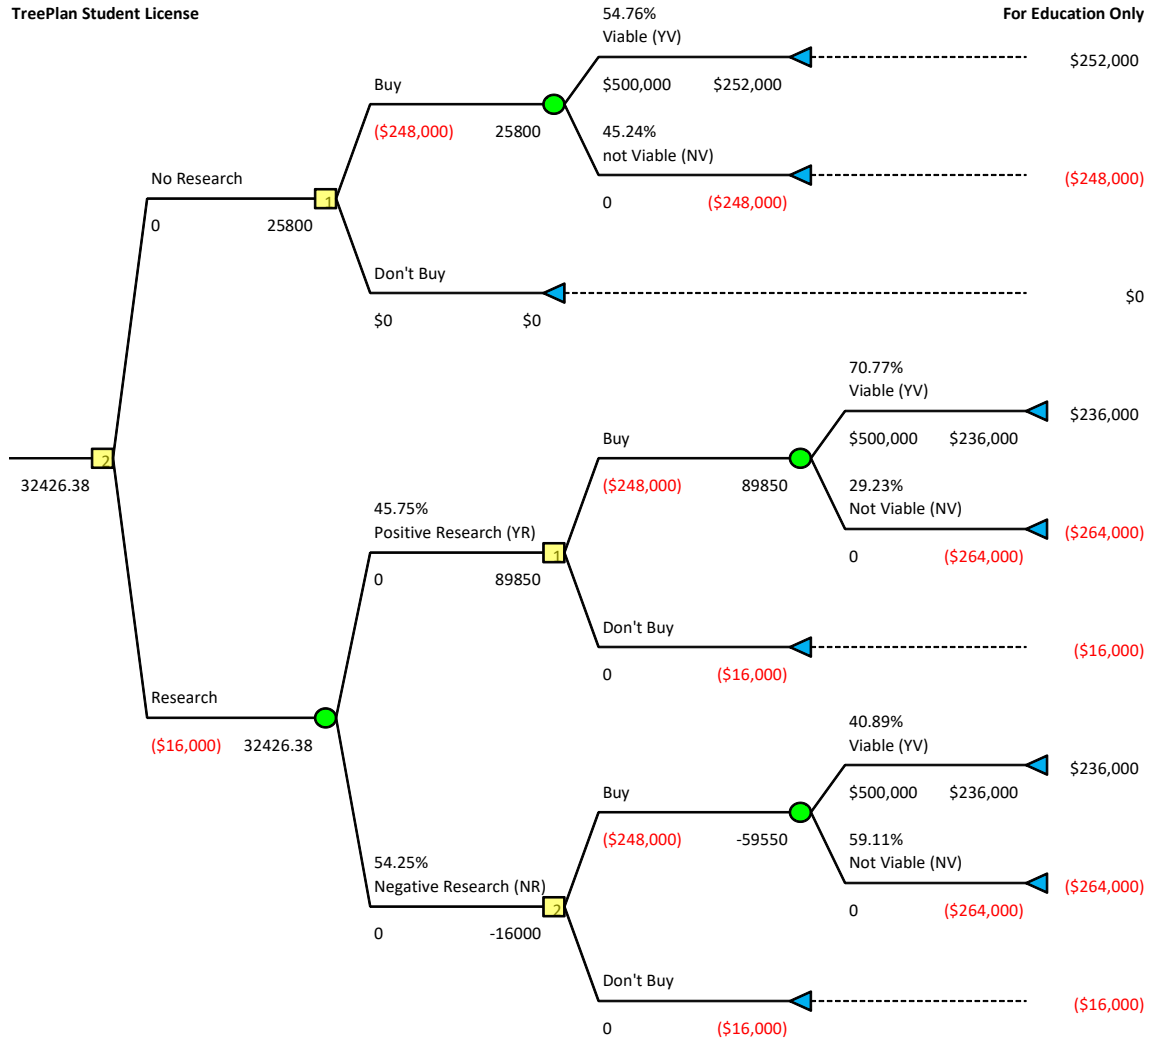 TreePlan Student License
For Education Only
54.76%
Viable (YV)
$252,000
$500,000 $252,000
Buy
($248,000) 25800
45.24%
not Viable (NV)
($248,000)
0 ($248,000)
No Research
1
0 25800
Don't Buy
$0
$0 $0
70.77%
Viable (YV)
$236,000
$500,000 $236,000
Buy
($248,000) 89850
29.23%
Not Viable (NV)
($264,000)
0 ($264,000)
2
32426.38
45.75%
Positive Research (YR)
1
0 89850
Don't Buy
($16,000)
0 ($16,000)
Research
($16,000) 32426.38
40.89%
Viable (YV)
$236,000
$500,000 $236,000
Buy
($248,000) -59550
59.11%
Not Viable (NV)
($264,000)
0 ($264,000)
54.25%
Negative Research (NR)
2
0 -16000
Don't Buy
($16,000)
0 ($16,000)